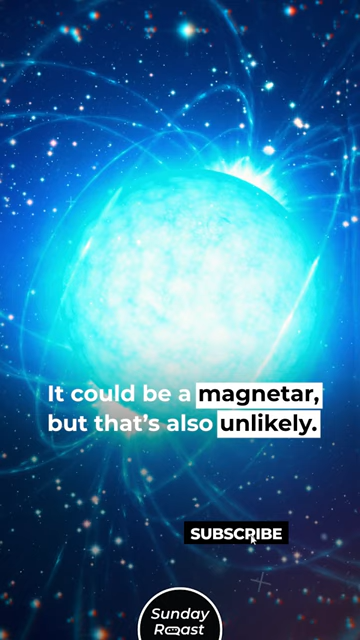 It could be a magnetar,
but that's also unlikely.
SUBSCRIBE
Sunday
Roast